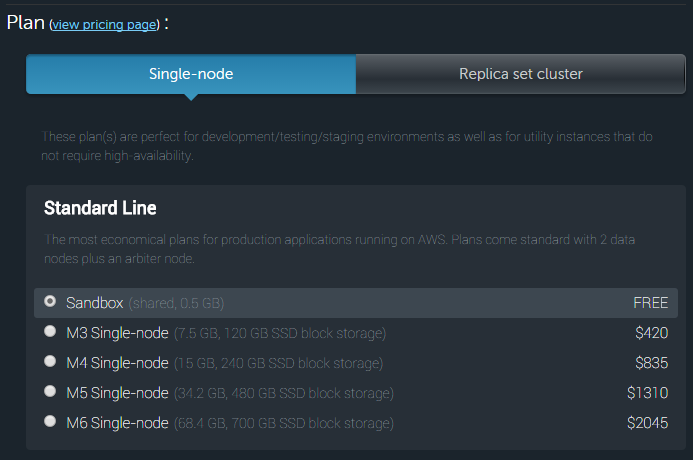 Plan (view pricing page) :
Single-node Replica set cluster
These plan(s) are perfect for development/testing/staging environments as well as for utility instances that do
not require high-availability.
Standard Line
The most economical plans for production applications running on AWS. Plans come standard with 2 data
nodes plus an arbiter node.
Sandbox (shared, 0.5 GB) FREE
M3 Single-node (7.5 GB, 120 GB SSD block storage) $420
M4 Single-node (15 GB, 240 GB SSD block storage) $835
M5 Single-node (34.2 GB, 480 GB SSD block storage) $1310
M6 Single-node (68.4 GB, 700 GB SSD block storage) $2045